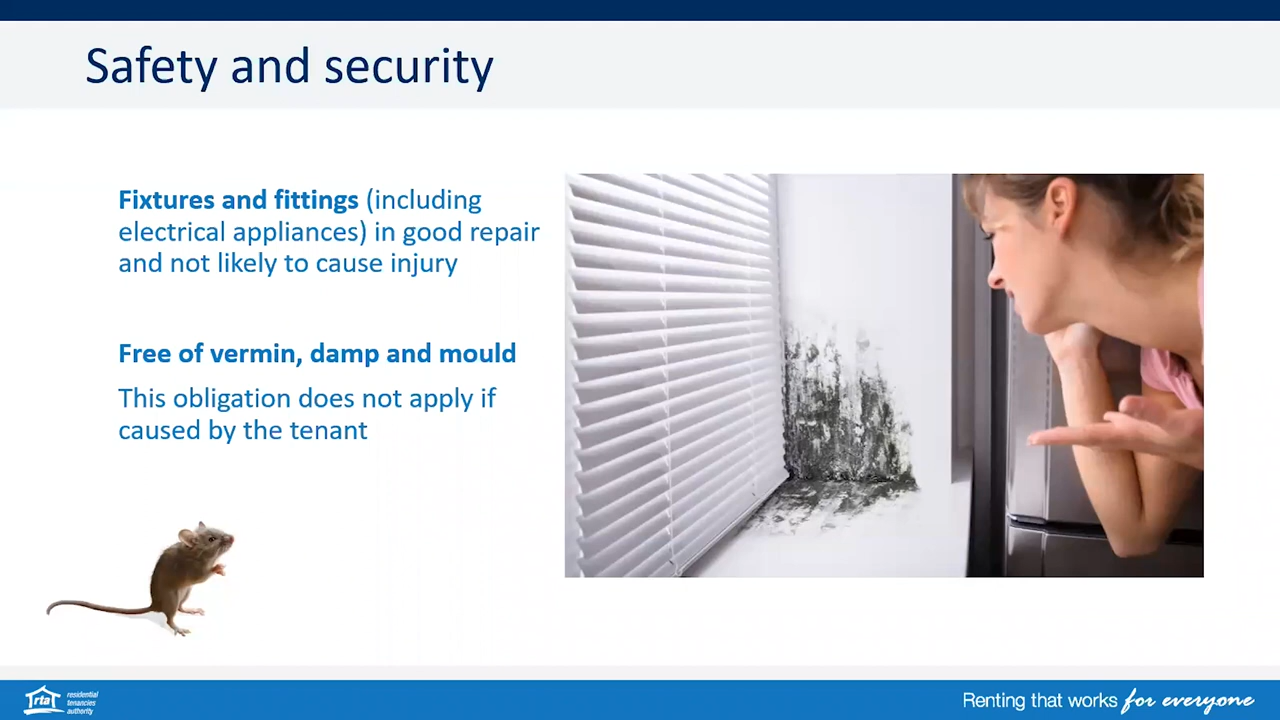 Safety and security
Fixtures and fittings (including
electrical appliances) in good repair
and not likely to cause injury
Free of vermin, damp and mould
This obligation does not apply if
caused by the tenant
rta
residential
tenancies
authority
Renting that works for everyone